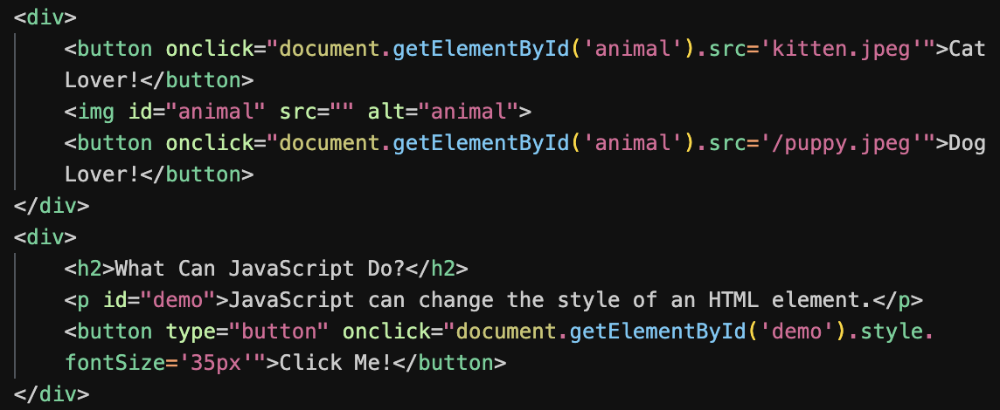 <div>
<button onclick="document.getElementById('animal').src='kitten.jpeg'">Cat
Lover!</button>
<img id="animal" src="" alt="animal">
<button onclick="document.getElementById('animal').src='/puppy.jpeg'">Dog
Lover!</button>
</div>
<div>
<h2>What Can JavaScript Do?</h2>
<p id="demo">JavaScript can change the style of an HTML element.</p>
<button type="button" onclick="document.getElementById('demo').style.
fontSize='35px'">Click Me!</button>
</div>